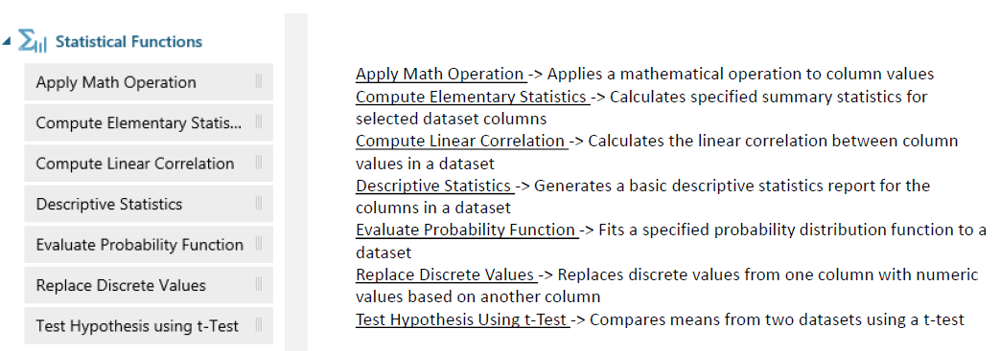 Statistical Functions
Apply Math Operation
Compute Elementary Statis...
Compute Linear Correlation
Descriptive Statistics
Evaluate Probability Function
Replace Discrete Values
Test Hypothesis using t-Test
Apply Math Operation -> Applies a mathematical operation to column values
Compute Elementary Statistics -> Calculates specified summary statistics for
selected dataset columns
Compute Linear Correlation -> Calculates the linear correlation between column
values in a dataset
Descriptive Statistics -> Generates a basic descriptive statistics report for the
columns in a dataset
Evaluate Probability Function -> Fits a specified probability distribution function to a
dataset
Replace Discrete Values -> Replaces discrete values from one column with numeric
values based on another column
Test Hypothesis Using t-Test -> Compares means from two datasets using a t-test